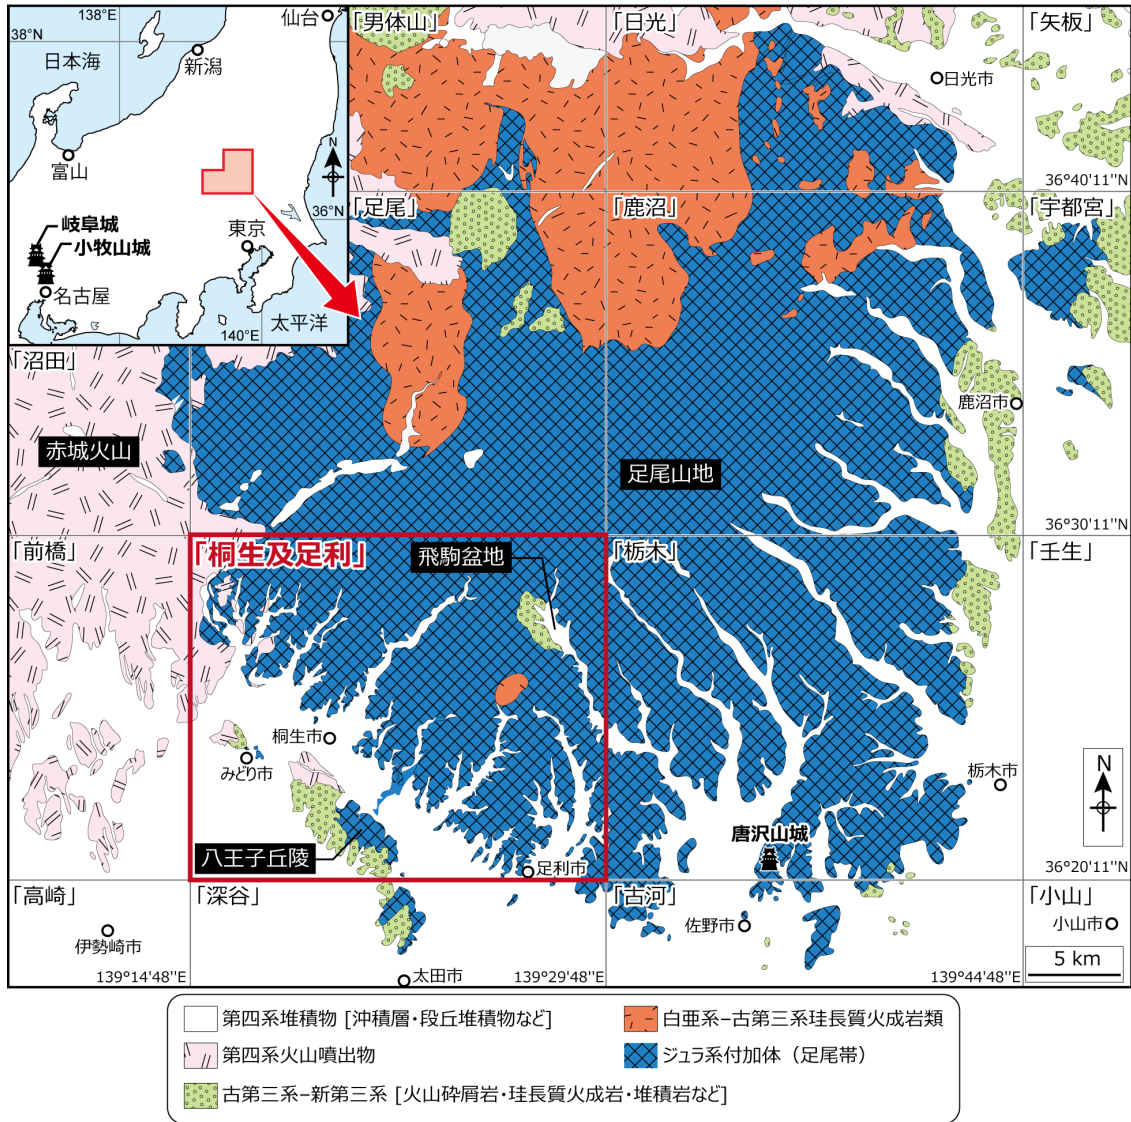 138°E
仙台
38°N
日本海
新潟
富山
N
36°N
岐阜城
小牧山城
東京
名古屋
140°E
太平洋
「男体山」
「日光」
「矢板」
日光市
36°40'11''N
「足尾」
「鹿沼」
「宇都宮」
「沼田」
鹿沼市
赤城火山
足尾山地
36°30'11''N
「前橋」
「桐生及足利」
飛駒盆地
「栃木」
「壬生」
桐生市
みどり市
N
栃木市
唐沢山城
八王子丘陵
足利市
36°20'11''N
「高崎」
「深谷」
「古河」
「小山」
伊勢崎市
佐野市
小山市
5 km
139°14'48''E
太田市
139°29'48''E
139°44'48''E
第四系堆積物 [沖積層・段丘堆積物など]
白亜系−古第三系珪長質火成岩類
第四系火山噴出物
ジュラ系付加体（足尾帯）
古第三系−新第三系 [火山砕屑岩・珪長質火成岩・堆積岩など]